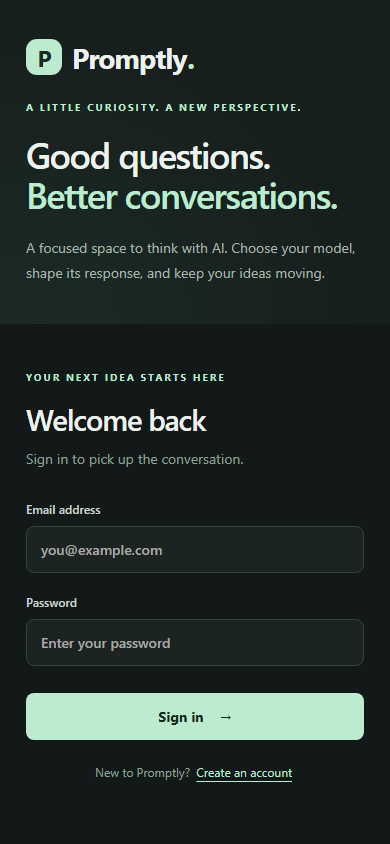 P Promptly.
A LITTLE CURIOSITY. A NEW PERSPECTIVE.
Good questions.
Better conversations.
A focused space to think with AI. Choose your model,
shape its response, and keep your ideas moving.
YOUR NEXT IDEA STARTS HERE
Welcome back
Sign in to pick up the conversation.
Email address
you@example.com
Password
Enter your password
Sign in →
New to Promptly? Create an account